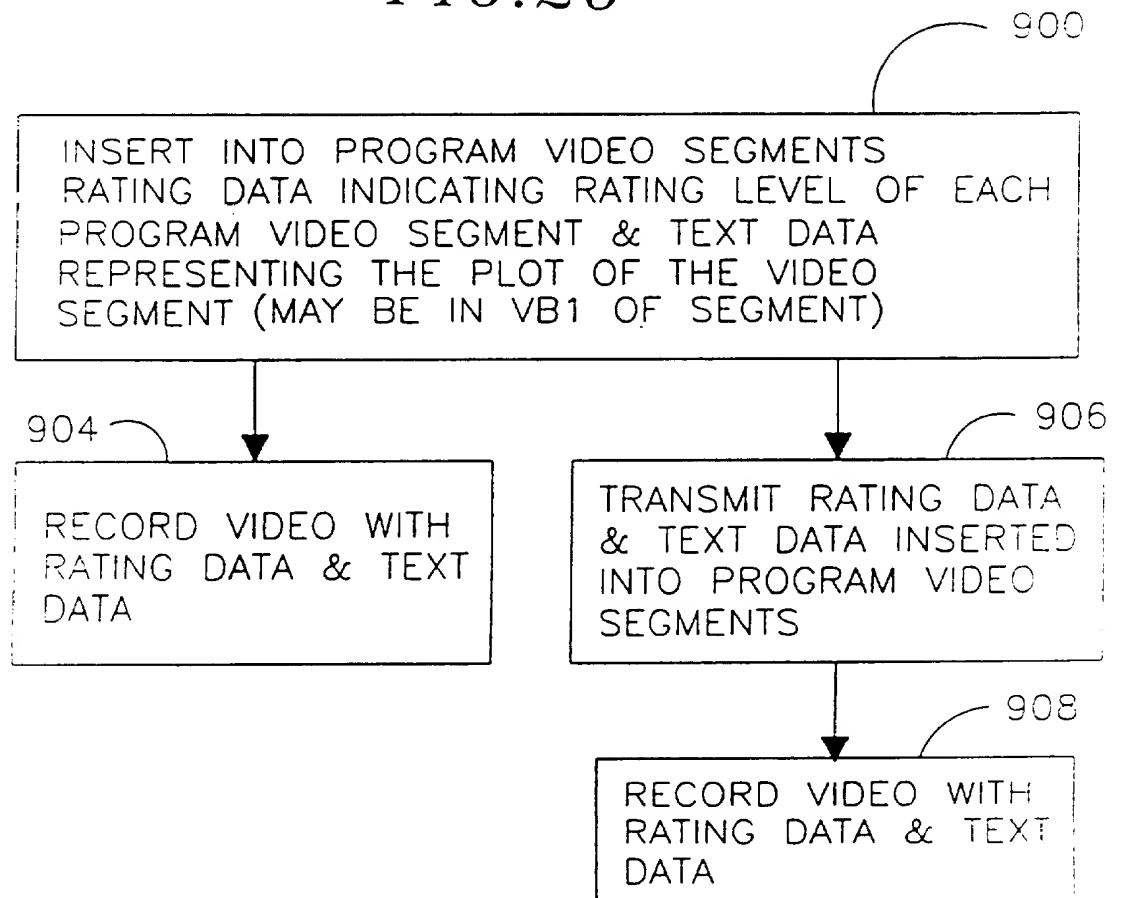 900
INSERT INTO PROGRAM VIDEO SEGMENTS
RATING DATA INDICATING RATING LEVEL OF EACH
PROGRAM VIDEO SEGMENT & TEXT DATA
REPRESENTING THE PLOT OF THE VIDEO
SEGMENT (MAY BE IN VB1 OF SEGMENT)
904
RECORD VIDEO WITH
RATING DATA & TEXT
DATA
906
TRANSMIT RATING DATA
& TEXT DATA INSERTED
INTO PROGRAM VIDEO
SEGMENTS
908
RECORD VIDEO WITH
RATING DATA & TEXT
DATA